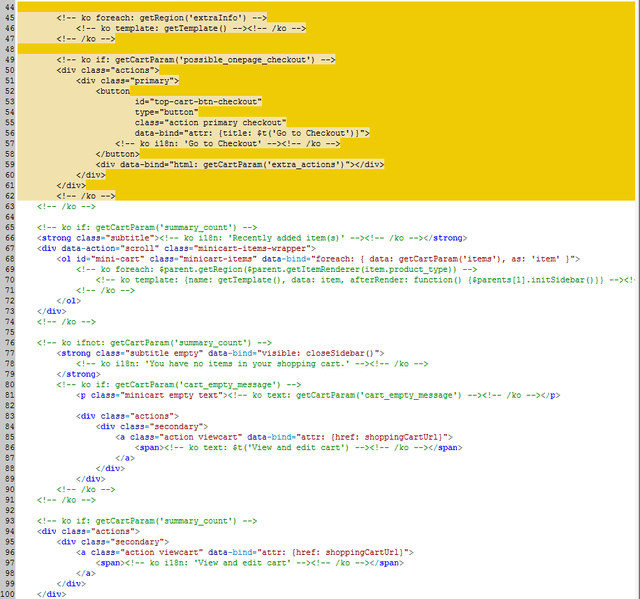 44
45 <!-- ko foreach: getRegion('extraInfo') -->
46 <!-- ko template: getTemplate() --><!-- /ko -->
47 <!-- /ko -->
48
49 <!-- ko if: getCartParam('possible_onepage_checkout') -->
50 <div class="actions">
51 <div class="primary">
52 <button
53 id="top-cart-btn-checkout"
54 type="button"
55 class="action primary checkout"
56 data-bind="attr: {title: $t('Go to Checkout')}">
57 <!-- ko i18n: 'Go to Checkout' --><!-- /ko -->
58 </button>
59 <div data-bind="html: getCartParam('extra_actions')"></div>
60 </div>
61 </div>
62 <!-- /ko -->
63 <!-- /ko -->
64
65 <!-- ko if: getCartParam('summary_count') -->
66 <strong class="subtitle"><!-- ko i18n: 'Recently added item(s)' --><!-- /ko --></strong>
67 <div data-action="scroll" class="minicart-items-wrapper">
68 <ol id="mini-cart" class="minicart-items" data-bind="foreach: { data: getCartParam('items'), as: 'item' }">
69 <!-- ko foreach: $parent.getRegion($parent.getItemRenderer(item.product_type)) -->
70 <!-- ko template: {name: getTemplate(), data: item, afterRender: function() {$parents[1].initSidebar()}} --><!-
71 <!-- /ko -->
72 </ol>
73 </div>
74 <!-- /ko -->
75
76 <!-- ko ifnot: getCartParam('summary_count') -->
77 <strong class="subtitle empty" data-bind="visible: closeSidebar()">
78 <!-- ko i18n: 'You have no items in your shopping cart.' --><!-- /ko -->
79 </strong>
80 <!-- ko if: getCartParam('cart_empty_message') -->
81 <p class="minicart empty text"><!-- ko text: getCartParam('cart_empty_message') --><!-- /ko --></p>
82
83 <div class="actions">
84 <div class="secondary">
85 <a class="action viewcart" data-bind="attr: {href: shoppingCartUrl}">
86 <span><!-- ko text: $t('View and edit cart') --><!-- /ko --></span>
87 </a>
88 </div>
89 </div>
90 <!-- /ko -->
91 <!-- /ko -->
92
93 <!-- ko if: getCartParam('summary_count') -->
94 <div class="actions">
95 <div class="secondary">
96 <a class="action viewcart" data-bind="attr: {href: shoppingCartUrl}">
97 <span><!-- ko i18n: 'View and edit cart' --><!-- /ko --></span>
98 </a>
99 </div>
100 </div>